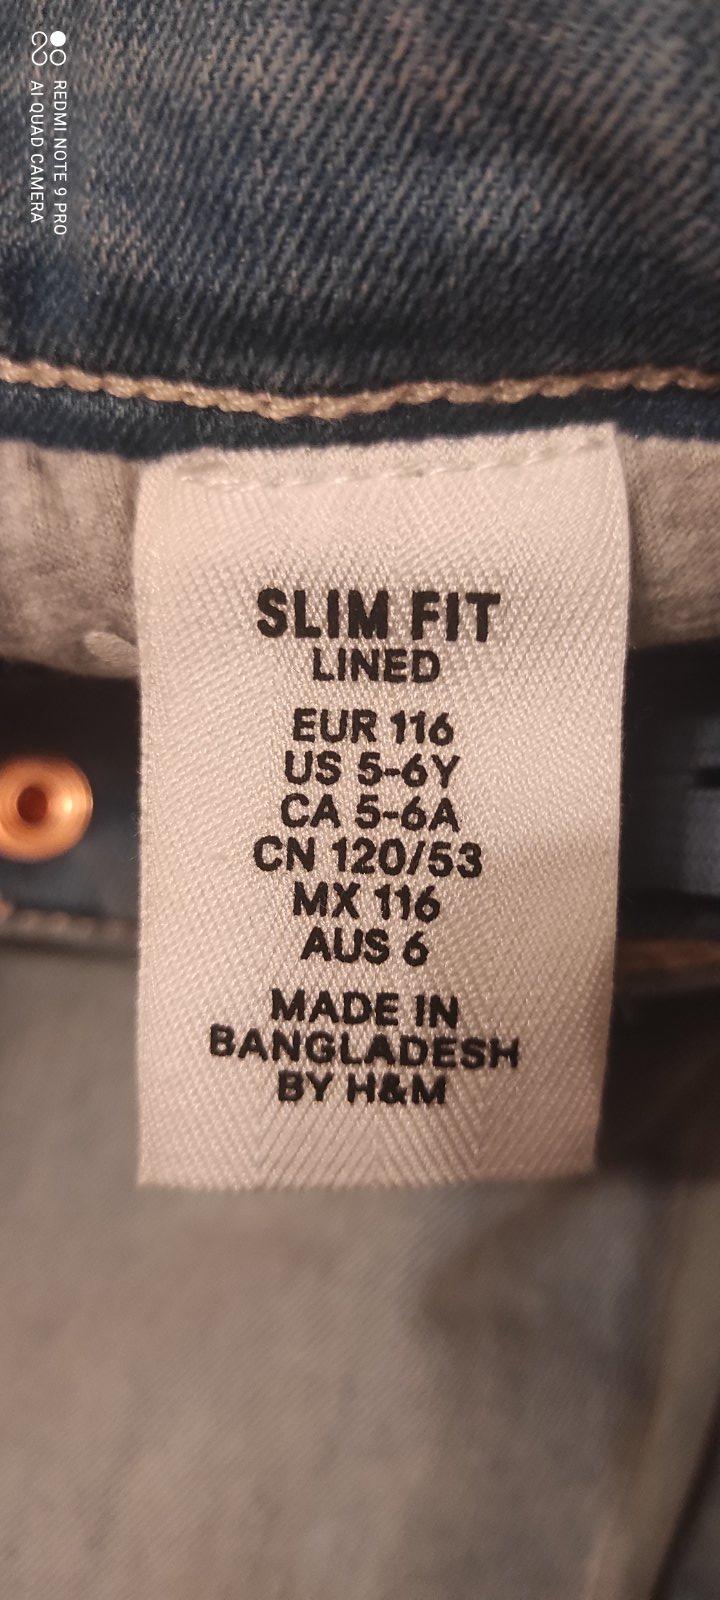 REDMI NOTE 9 PRO
AI QUAD CAMERA
SLIM FIT
LINED
EUR 116
US 5-6Y
CA 5-6A
CN 120/53
MX 116
AUS 6
MADE IN
BANGLADESH
BY H&M